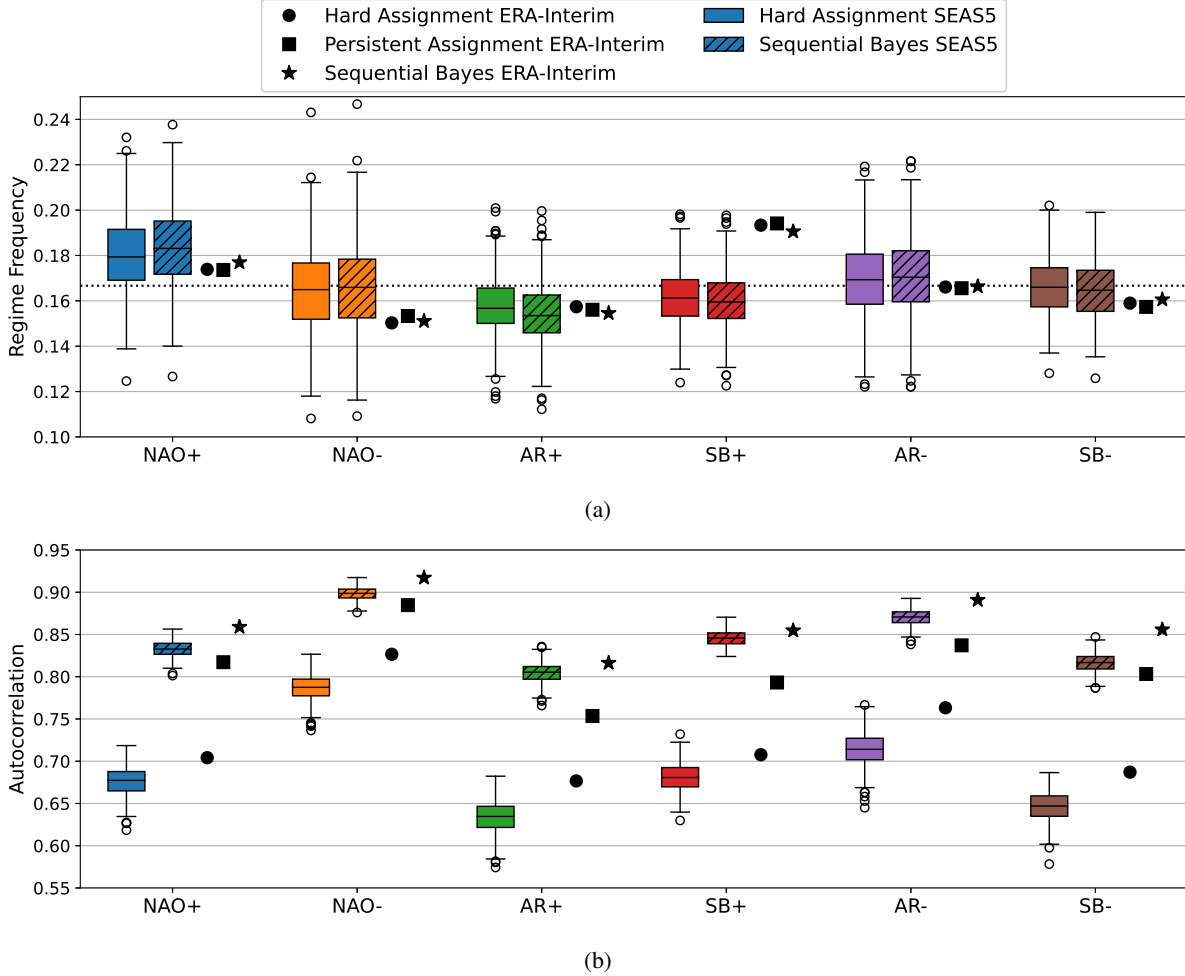 Hard Assignment ERA-Interim
Persistent Assignment ERA-Interim
Sequential Bayes ERA-Interim
Hard Assignment SEAS5
Sequential Bayes SEAS5
Regime Frequency
0.24
0.22
0.20
0.18
0.16
0.14
0.12
0.10
NAO+ NAO- AR+ SB+ AR- SB-
(a)
Autocorrelation
0.95
0.90
0.85
0.80
0.75
0.70
0.65
0.60
0.55
NAO+ NAO- AR+ SB+ AR- SB-
(b)